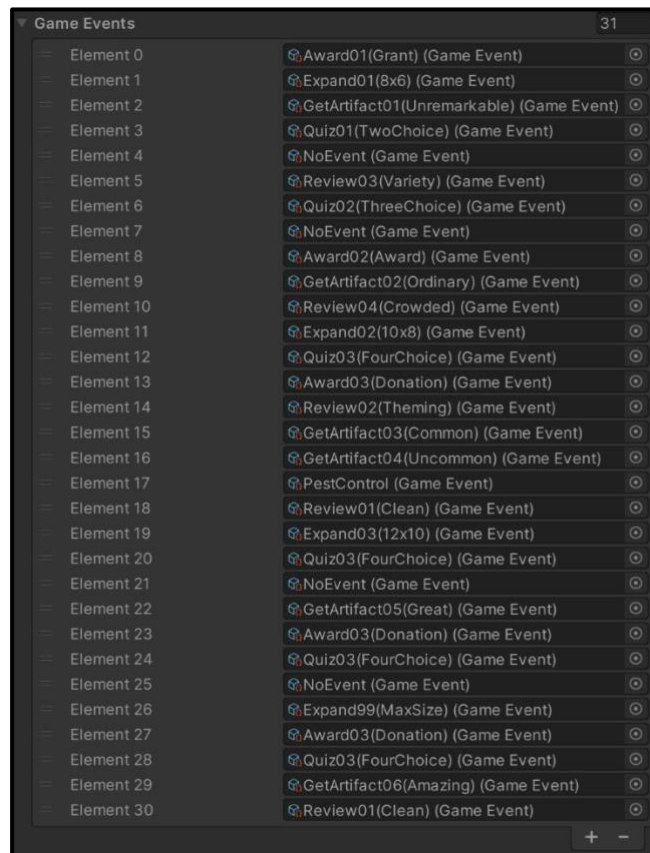 Game Events 31
Element 0 Award01(Grant) (Game Event)
Element 1 Expand01(8x6) (Game Event)
Element 2 GetArtifact01(Unremarkable) (Game Event)
Element 3 Quiz01(TwoChoice) (Game Event)
Element 4 NoEvent (Game Event)
Element 5 Review03(Variety) (Game Event)
Element 6 Quiz02(ThreeChoice) (Game Event)
Element 7 NoEvent (Game Event)
Element 8 Award02(Award) (Game Event)
Element 9 GetArtifact02(Ordinary) (Game Event)
Element 10 Review04(Crowded) (Game Event)
Element 11 Expand02(10x8) (Game Event)
Element 12 Quiz03(FourChoice) (Game Event)
Element 13 Award03(Donation) (Game Event)
Element 14 Review02(Theming) (Game Event)
Element 15 GetArtifact03(Common) (Game Event)
Element 16 GetArtifact04(Uncommon) (Game Event)
Element 17 PestControl (Game Event)
Element 18 Review01(Clean) (Game Event)
Element 19 Expand03(12x10) (Game Event)
Element 20 Quiz03(FourChoice) (Game Event)
Element 21 NoEvent (Game Event)
Element 22 GetArtifact05(Great) (Game Event)
Element 23 Award03(Donation) (Game Event)
Element 24 Quiz03(FourChoice) (Game Event)
Element 25 NoEvent (Game Event)
Element 26 Expand99(MaxSize) (Game Event)
Element 27 Award03(Donation) (Game Event)
Element 28 Quiz03(FourChoice) (Game Event)
Element 29 GetArtifact06(Amazing) (Game Event)
Element 30 Review01(Clean) (Game Event)
+ −